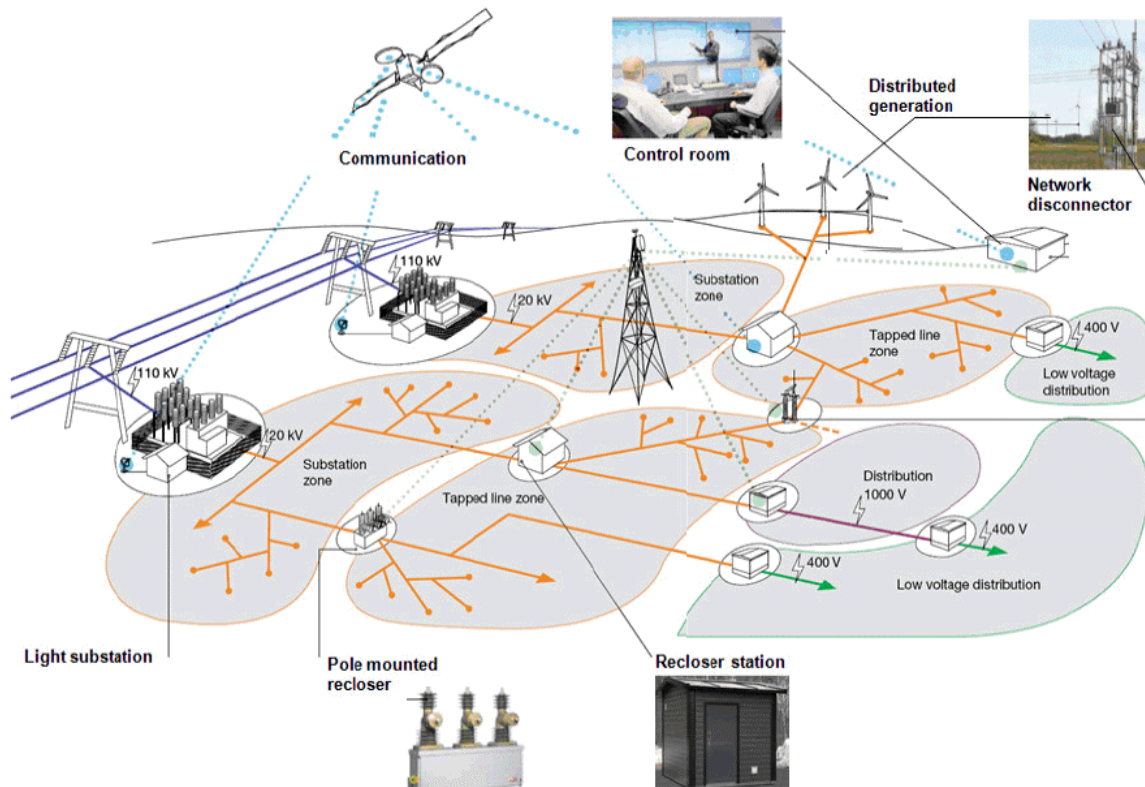 Communication
Control room
Distributed
generation
Network
disconnector
110 kV
20 kV
Substation
zone
Tapped line
zone
400 V
Low voltage
distribution
110 kV
20 kV
Substation
zone
Tapped line zone
Distribution
1000 V
400 V
400 V
Low voltage distribution
Light substation
Pole mounted
recloser
Recloser station